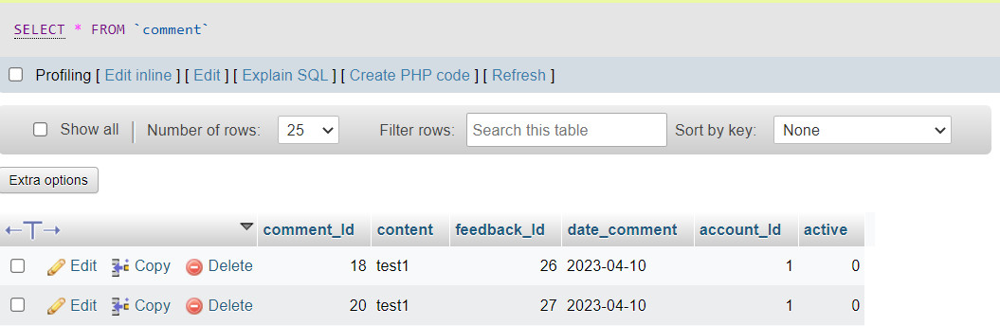 SELECT * FROM `comment`
Profiling [ Edit inline ] [ Edit ] [ Explain SQL ] [ Create PHP code ] [ Refresh ]
Show all Number of rows: 25 Filter rows: Search this table Sort by key: None
Extra options
comment_Id content feedback_Id date_comment account_Id active
Edit Copy Delete 18 test1 26 2023-04-10 1 0
Edit Copy Delete 20 test1 27 2023-04-10 1 0